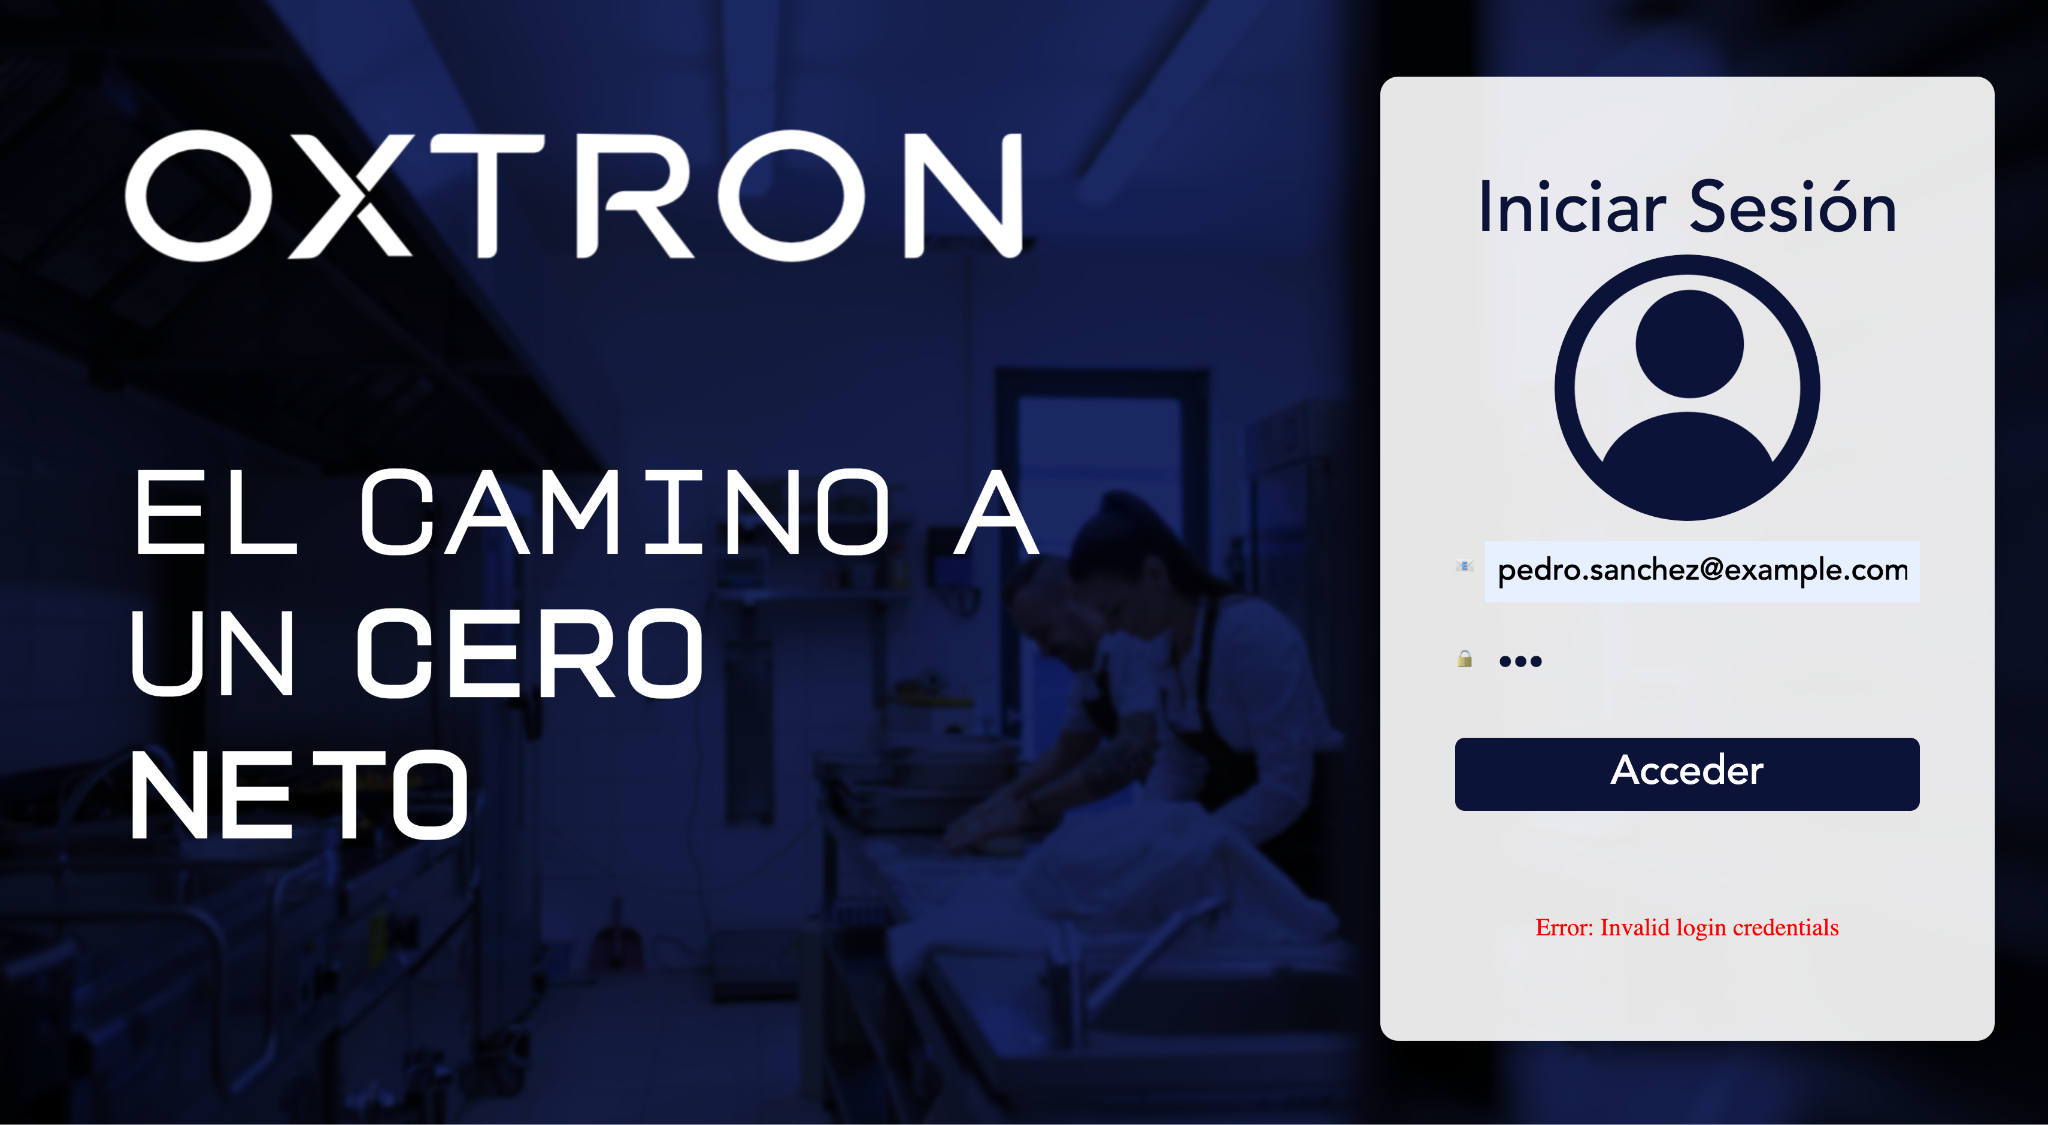 OXTRON
EL CAMINO A
UN CERO
NETO
Iniciar Sesión
pedro.sanchez@example.com
•••
Acceder
Error: Invalid login credentials